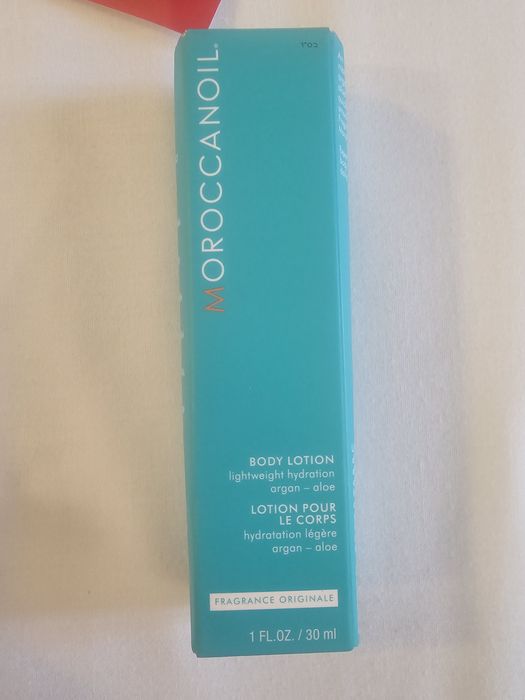 MOROCCANOIL®
BODY LOTION
lightweight hydration
argan – aloe
LOTION POUR
LE CORPS
hydratation légère
argan – aloe
FRAGRANCE ORIGINALE
1 FL.OZ. / 30 ml